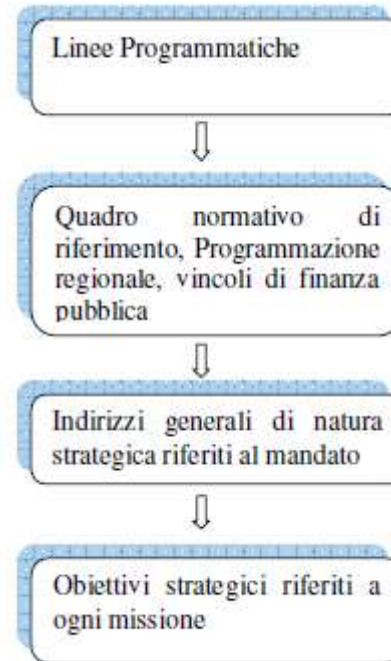 Linee Programmatiche
Quadro normativo di
riferimento, Programmazione
regionale, vincoli di finanza
pubblica
Indirizzi generali di natura
strategica riferiti al mandato
Obiettivi strategici riferiti a
ogni missione